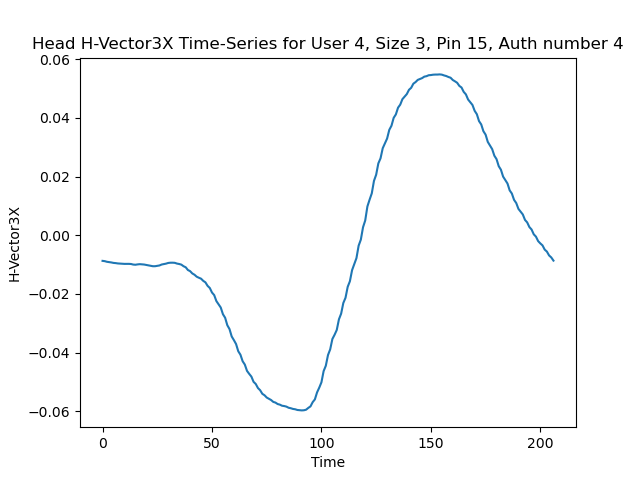 Head H-Vector3X Time-Series for User 4, Size 3, Pin 15, Auth number 4
0.06
0.04
0.02
0.00
−0.02
−0.04
−0.06
H-Vector3X
0 50 100 150 200
Time